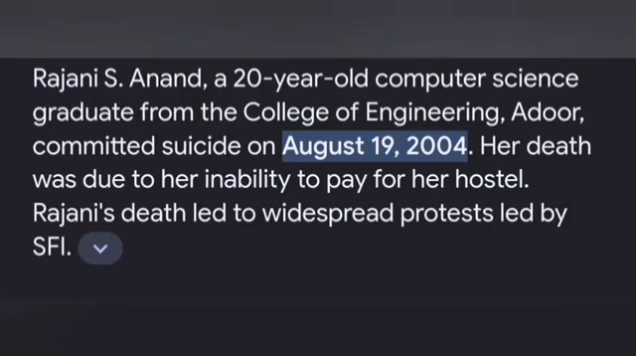 Rajani S. Anand, a 20-year-old computer science
graduate from the College of Engineering, Adoor,
committed suicide on August 19, 2004. Her death
was due to her inability to pay for her hostel.
Rajani's death led to widespread protests led by
SFI.